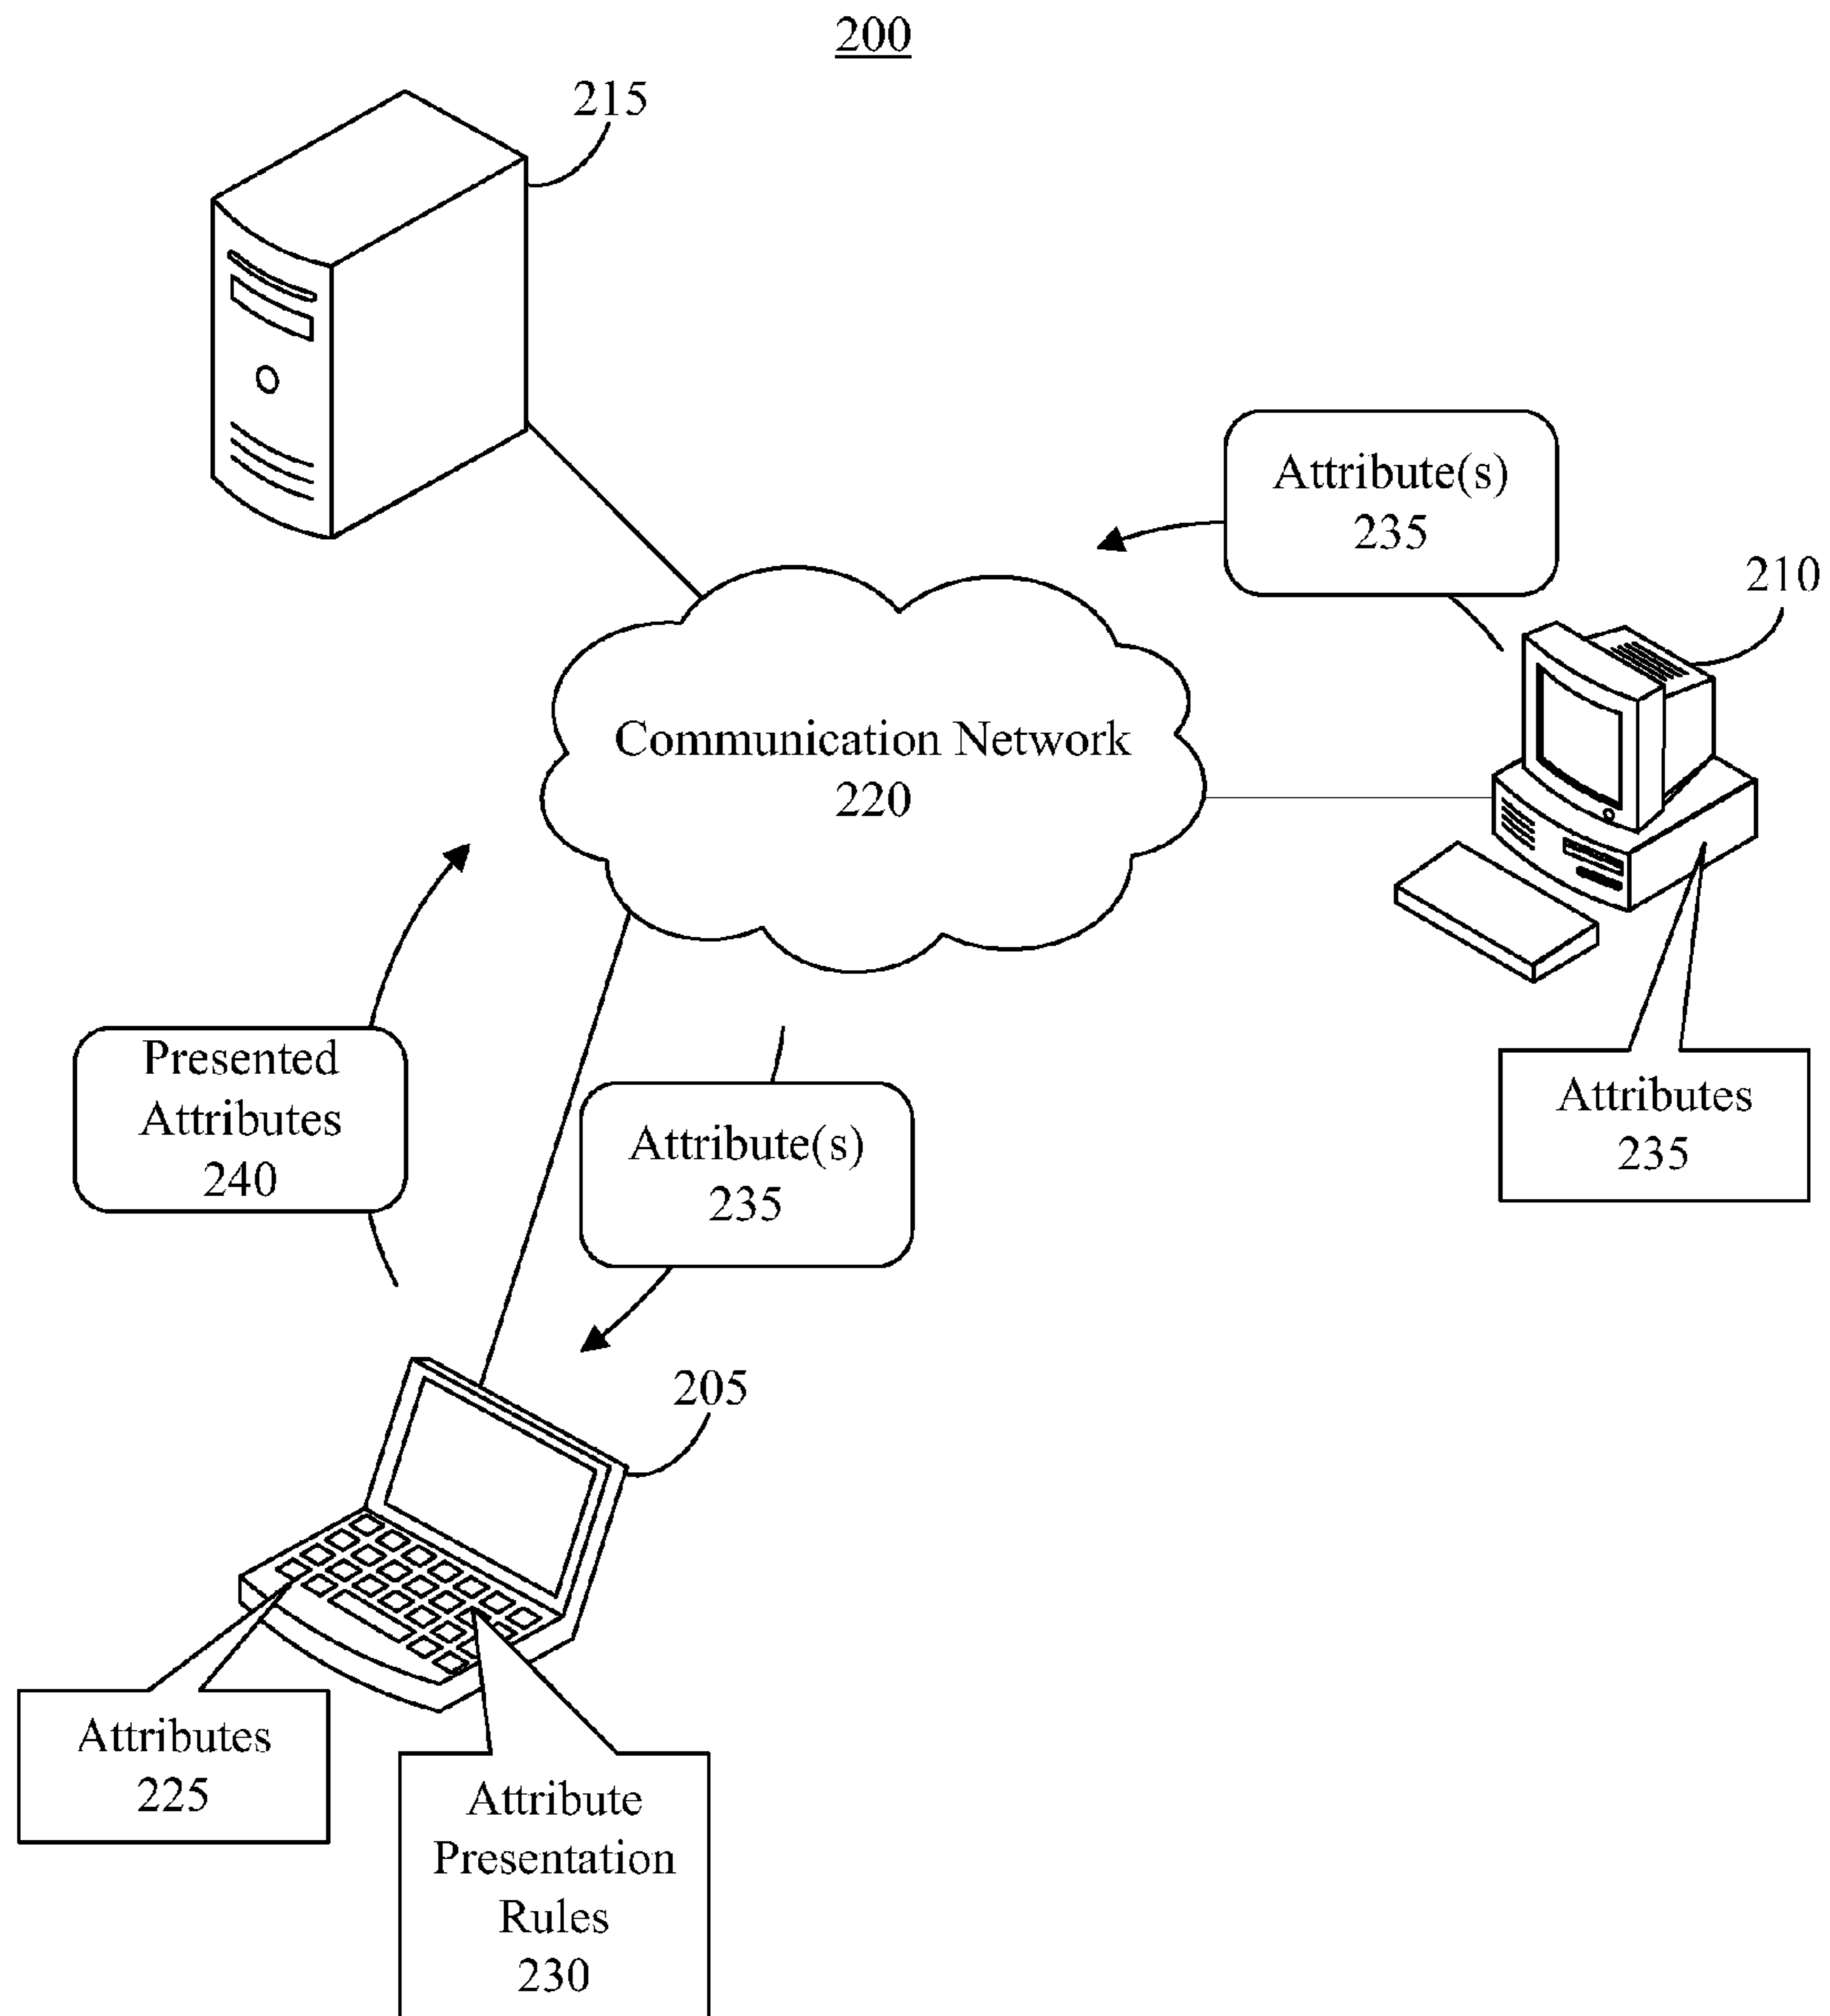 200
215
Attribute(s)
235
210
Communication Network
220
Presented
Attributes
240
Attribute(s)
235
Attributes
235
205
Attributes
225
Attribute
Presentation
Rules
230